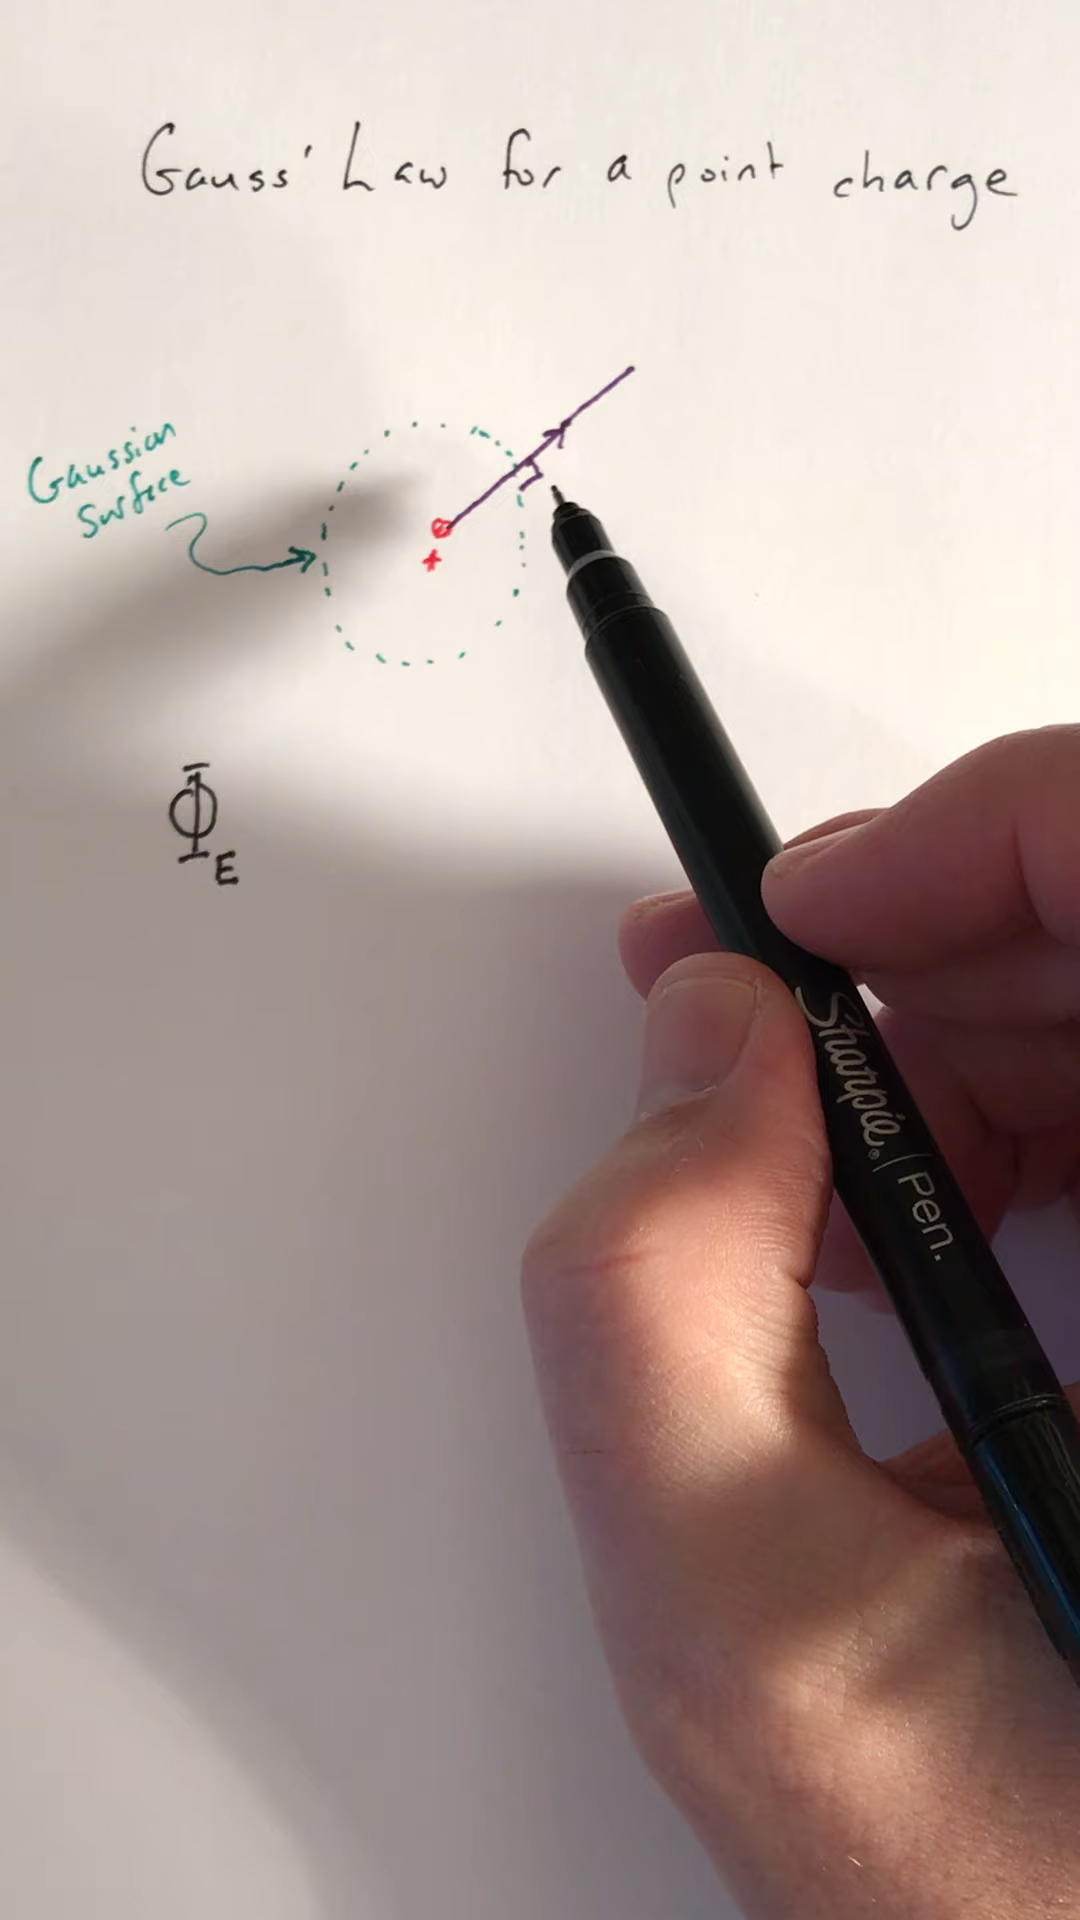 Gauss' Law for a point charge
Gaussian
Surface
+
Φ
E
Sharpie® | Pen.